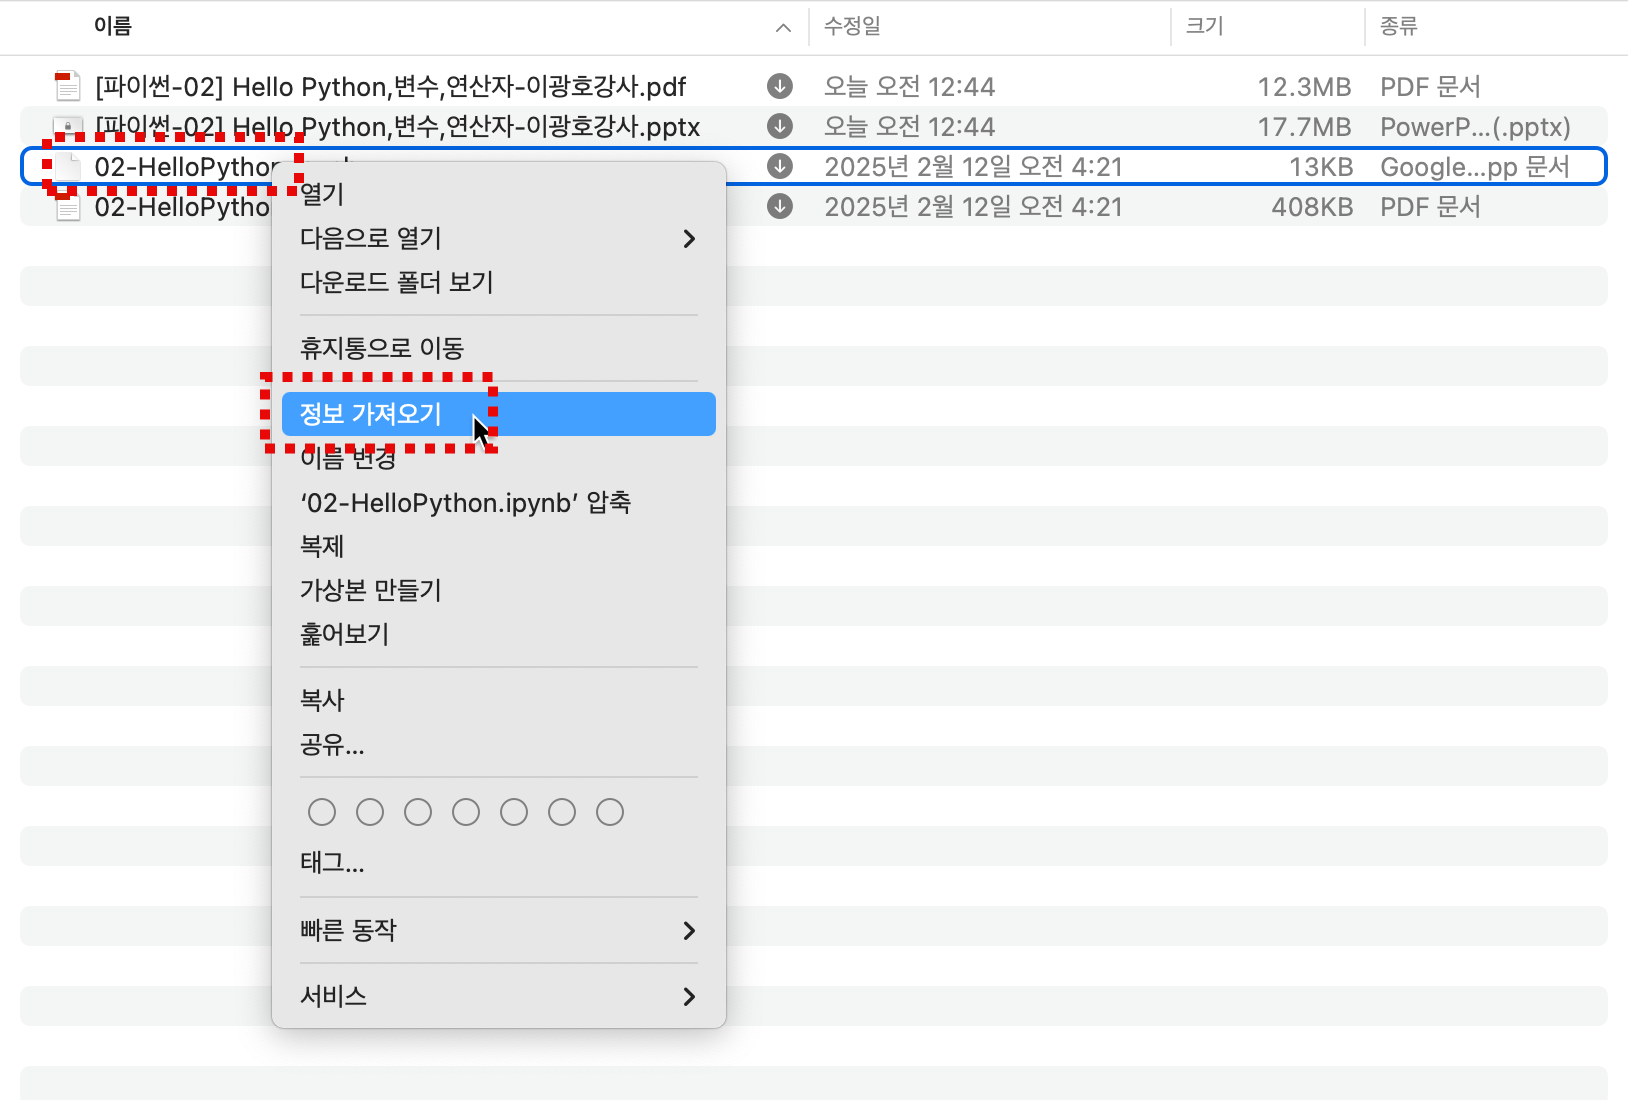 이름 수정일 크기 종류
[파이썬-02] Hello Python,변수,연산자-이광호강사.pdf 오늘 오전 12:44 12.3MB PDF 문서
[파이썬-02] Hello Python,변수,연산자-이광호강사.pptx 오늘 오전 12:44 17.7MB PowerP...(.pptx)
02-HelloPython 2025년 2월 12일 오전 4:21 13KB Google...pp 문서
02-HelloPytho 2025년 2월 12일 오전 4:21 408KB PDF 문서
열기
다음으로 열기
다운로드 폴더 보기
휴지통으로 이동
정보 가져오기
이름 변경
‘02-HelloPython.ipynb’ 압축
복제
가상본 만들기
훑어보기
복사
공유...
태그...
빠른 동작
서비스